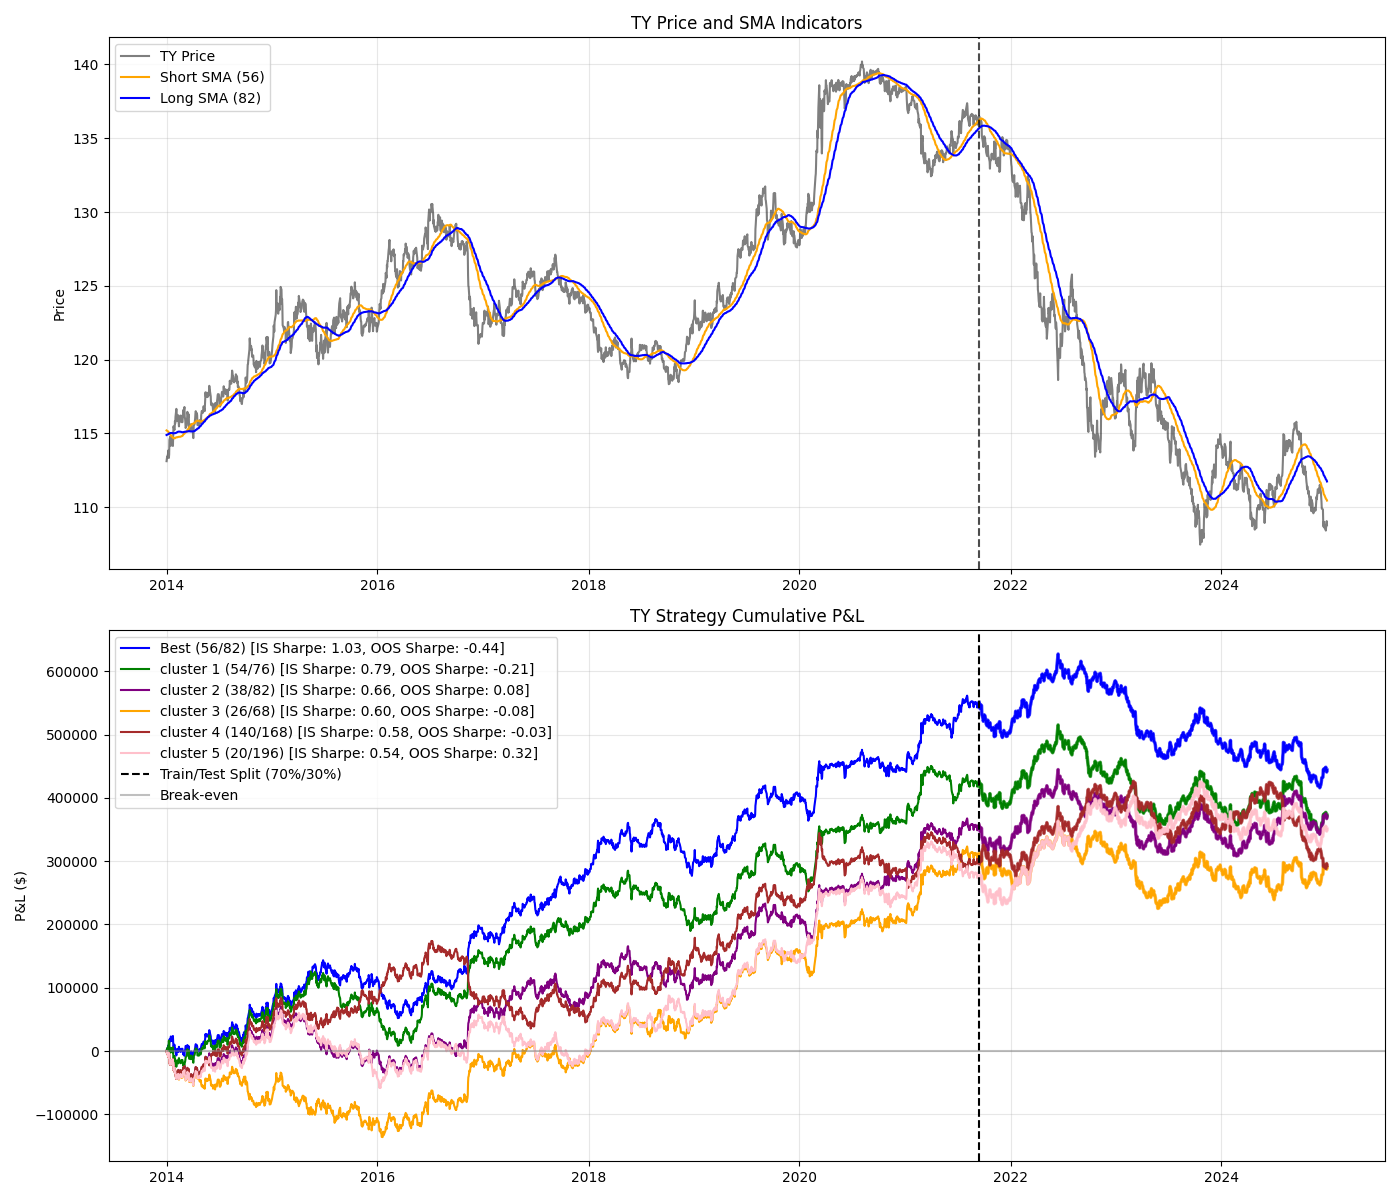 TY Price and SMA Indicators
TY Price
Short SMA (56)
Long SMA (82)
Price
140
135
130
125
120
115
110
2014
2016
2018
2020
2022
2024
TY Strategy Cumulative P&L
Best (56/82) [IS Sharpe: 1.03, OOS Sharpe: -0.44]
cluster 1 (54/76) [IS Sharpe: 0.79, OOS Sharpe: -0.21]
cluster 2 (38/82) [IS Sharpe: 0.66, OOS Sharpe: 0.08]
cluster 3 (26/68) [IS Sharpe: 0.60, OOS Sharpe: -0.08]
cluster 4 (140/168) [IS Sharpe: 0.58, OOS Sharpe: -0.03]
cluster 5 (20/196) [IS Sharpe: 0.54, OOS Sharpe: 0.32]
Train/Test Split (70%/30%)
Break-even
P&L ($)
600000
500000
400000
300000
200000
100000
0
−100000
2014
2016
2018
2020
2022
2024